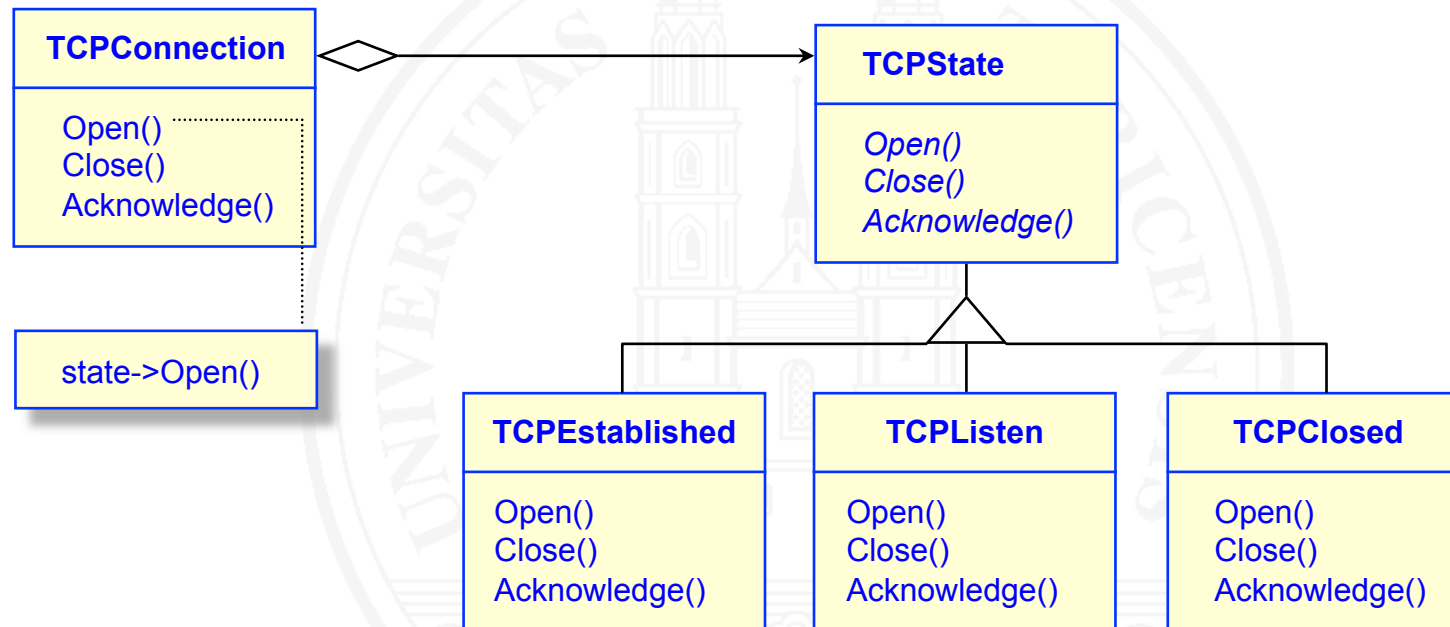 TCPConnection
Open()
Close()
Acknowledge()
state->Open()
TCPState
Open()
Close()
Acknowledge()
TCPEstablished
Open()
Close()
Acknowledge()
TCPListen
Open()
Close()
Acknowledge()
TCPClosed
Open()
Close()
Acknowledge()
UNIVERSITAS